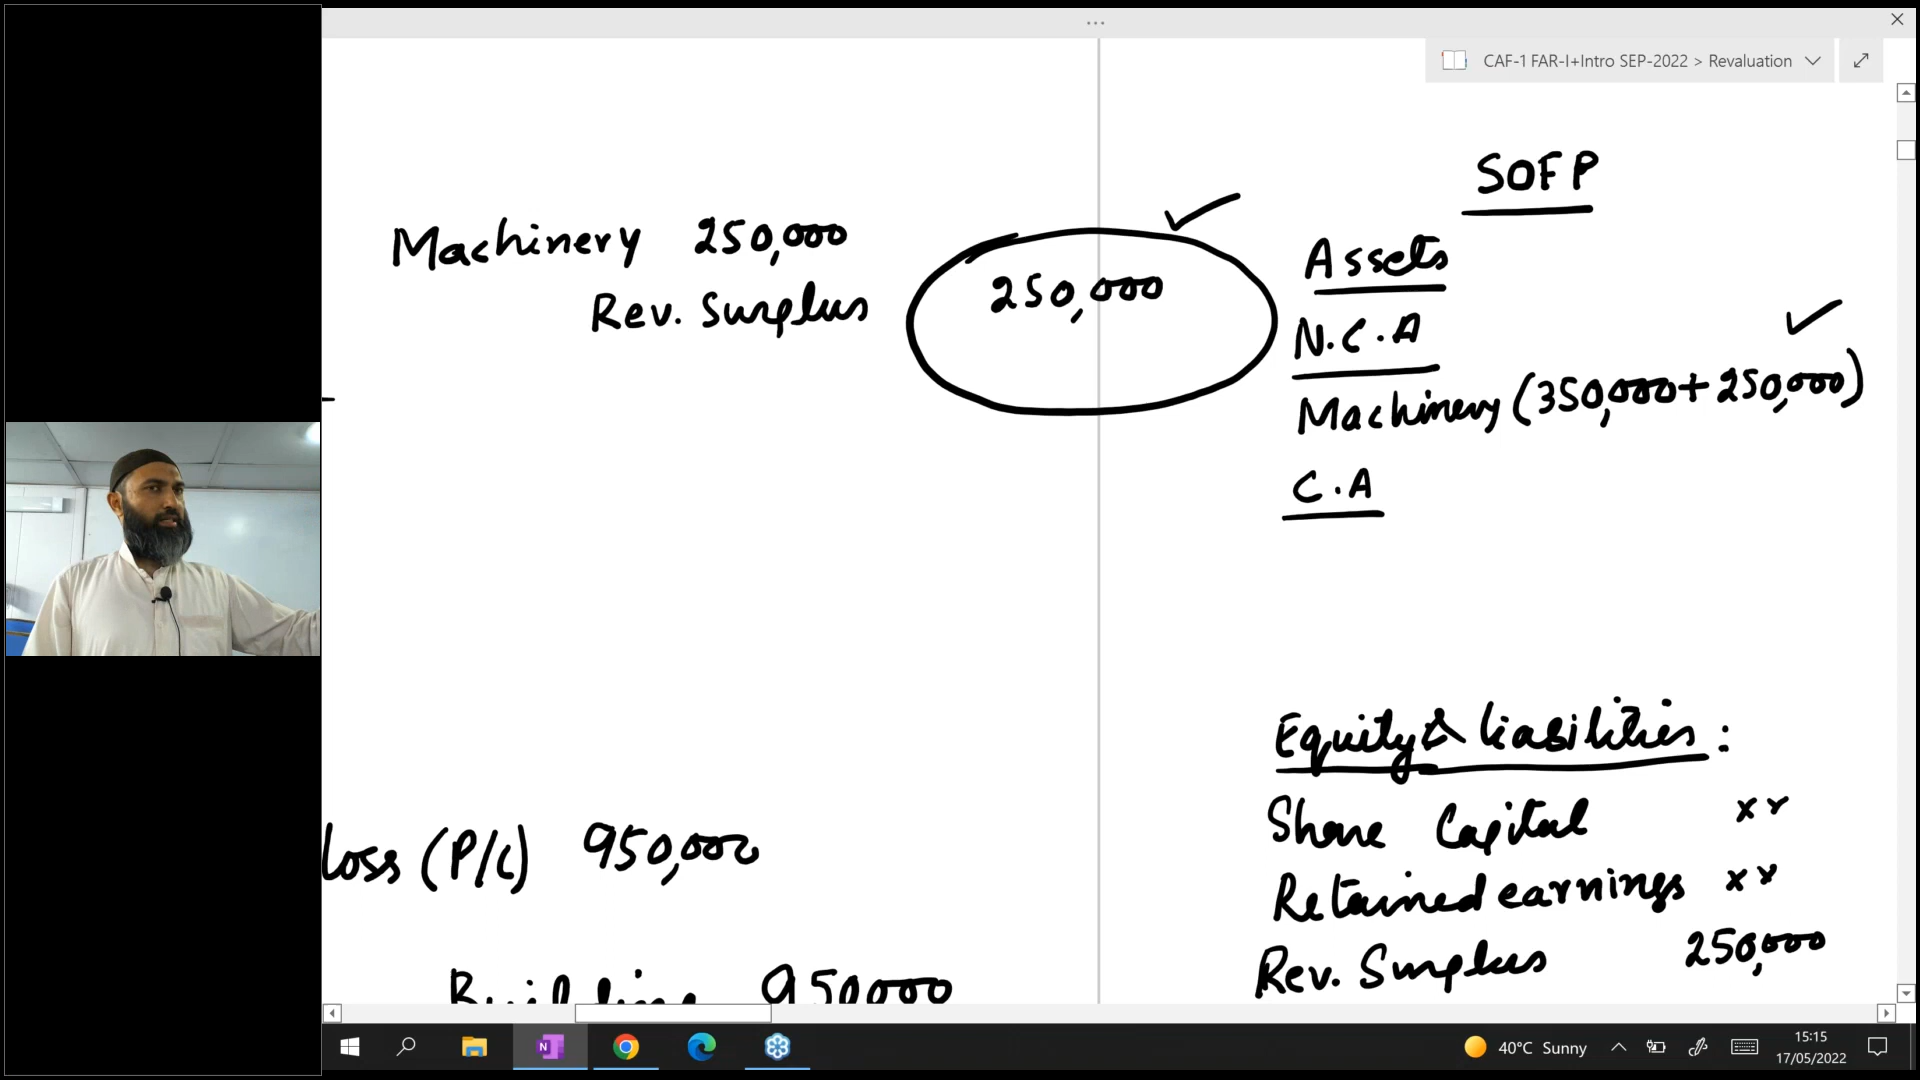 CAF-1 FAR-I+Intro SEP-2022 > Revaluation
SOFP
Machinery 250,000
Rev. Surplus 250,000
Assets
N.C.A
Machinery (350,000+250,000)
C.A
Equity & liabilities :
Share Capital xx
Retained earnings xx
Rev. Surplus 250,000
loss (P/L) 950,000
Building 950000
40°C Sunny
15:15
17/05/2022